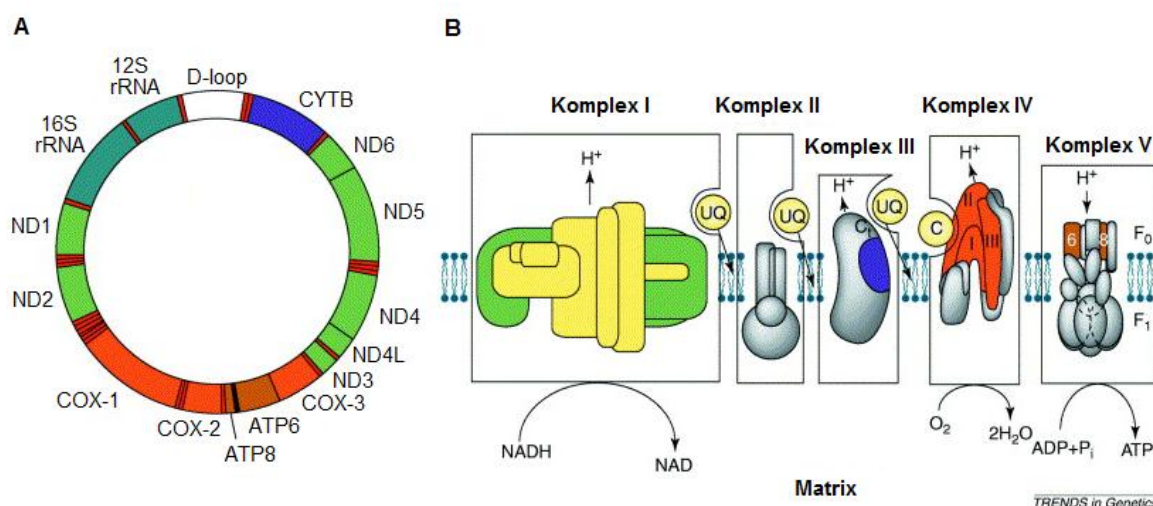 A
12S
rRNA
D-loop
CYTB
16S
rRNA
ND6
ND5
ND1
ND2
ND4
ND4L
ND3
COX-3
COX-1
COX-2
ATP6
ATP8
B
Komplex I
Komplex II
Komplex III
Komplex IV
Komplex V
H+
UQ
UQ
H+
C1
UQ
H+
C
II
I
III
H+
6
8
F0
F1
NADH
NAD
O2
2H2O
ADP+Pi
ATP
Matrix
TRENDS in Genetics